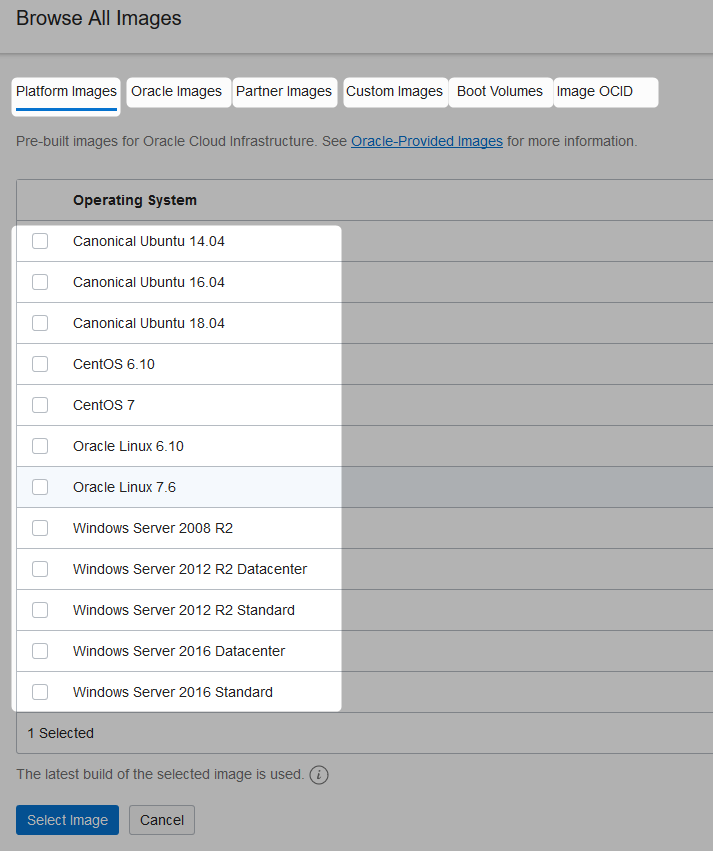 Browse All Images
Platform Images Oracle Images Partner Images Custom Images Boot Volumes Image OCID
Pre-built images for Oracle Cloud Infrastructure. See Oracle-Provided Images for more information.
Operating System
Canonical Ubuntu 14.04
Canonical Ubuntu 16.04
Canonical Ubuntu 18.04
CentOS 6.10
CentOS 7
Oracle Linux 6.10
Oracle Linux 7.6
Windows Server 2008 R2
Windows Server 2012 R2 Datacenter
Windows Server 2012 R2 Standard
Windows Server 2016 Datacenter
Windows Server 2016 Standard
1 Selected
The latest build of the selected image is used. i
Select Image Cancel